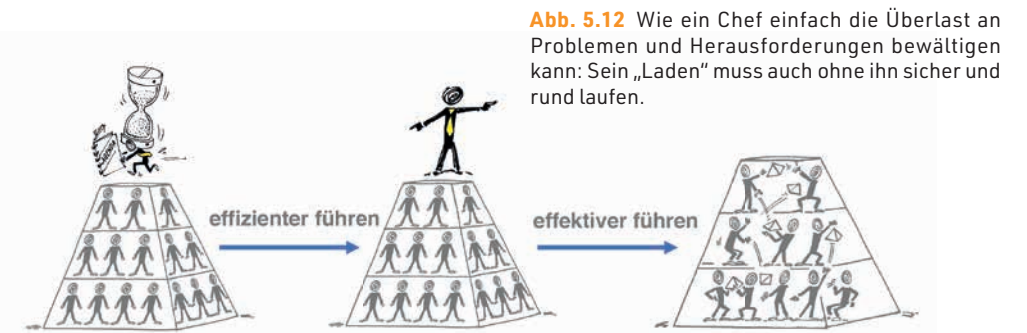 Abb. 5.12 Wie ein Chef einfach die Überlast an
Problemen und Herausforderungen bewältigen
kann: Sein „Laden“ muss auch ohne ihn sicher und
rund laufen.
effizienter führen
effektiver führen